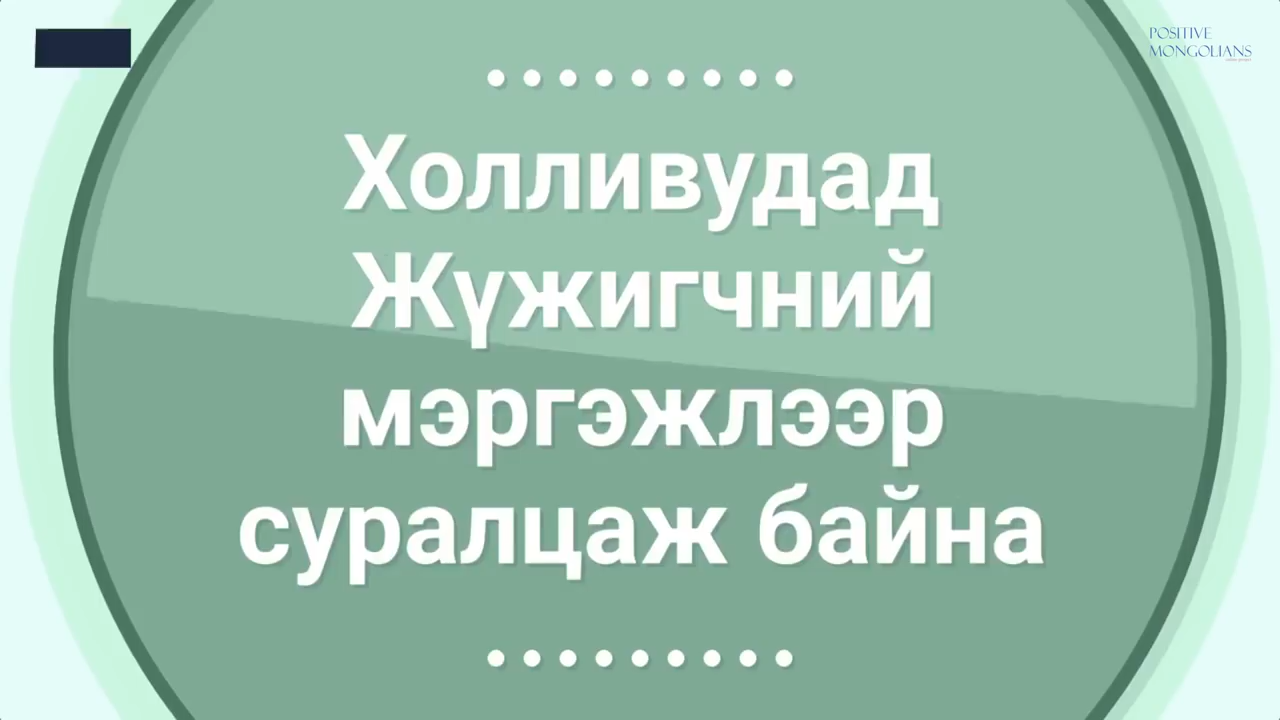 POSITIVE
MONGOLIANS
Холливудад
Жүжигчний
мэргэжлээр
суралцаж байна